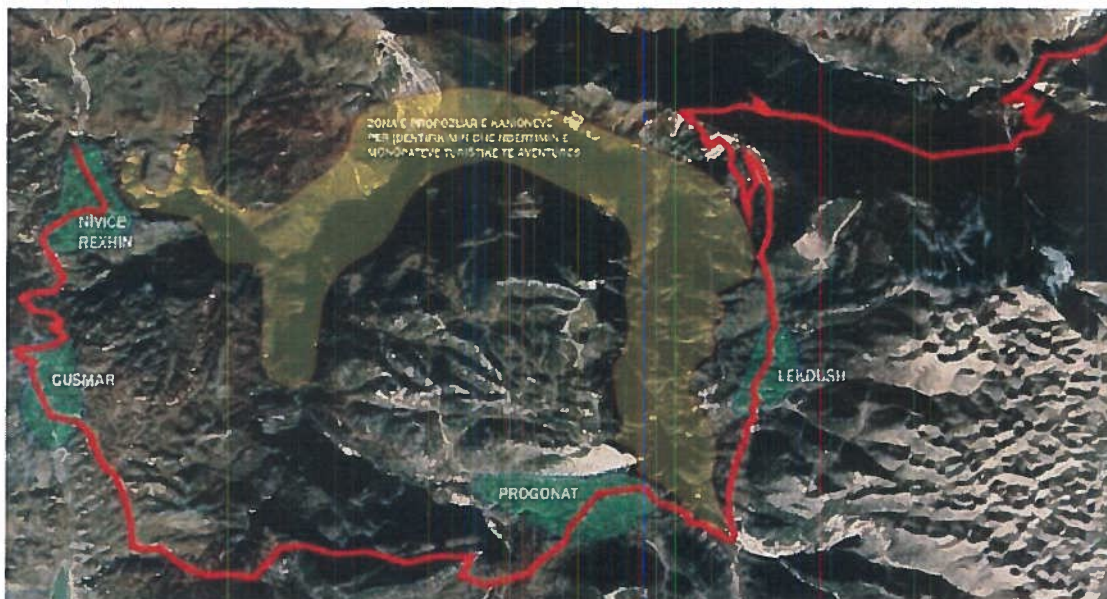 ZONA E PROPOZUAR E KANIONEVE
PER IDENTIFIKIMIN DHE NDERTIMIN E
MONOPATEVE TURISTIKE TE AVENTURES
NIVICE
REXHIN
GUSMAR
LEKDUSH
PROGONAT